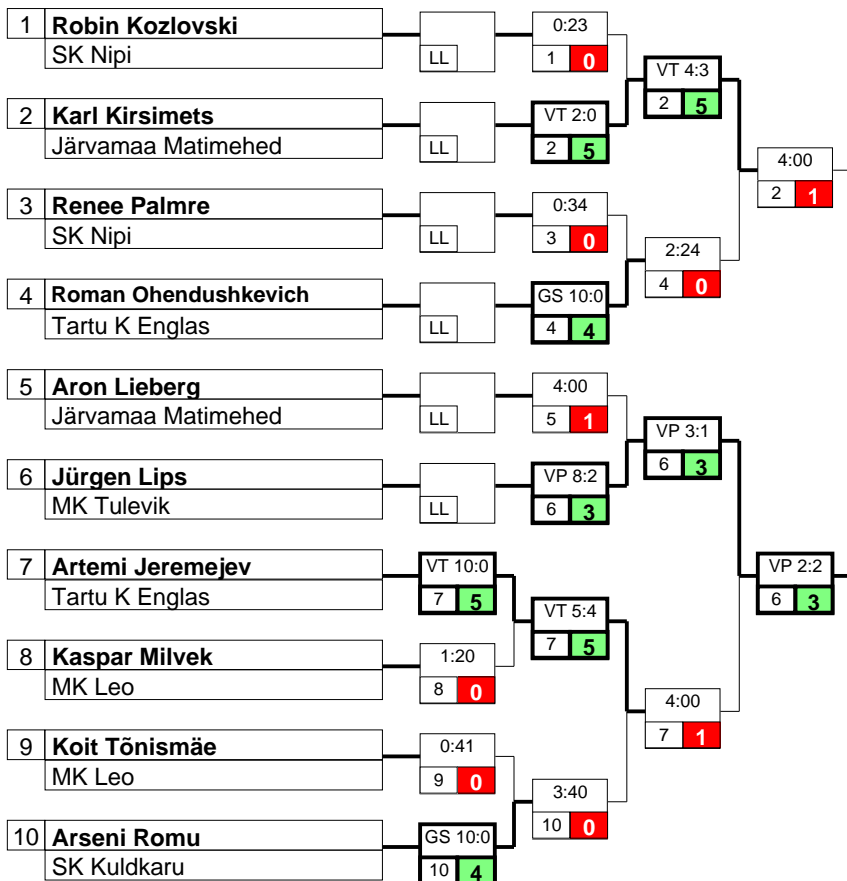 1 Robin Kozlovski 0:23
SK Nipi LL 1 0 VT 4:3
2 5
2 Karl Kirsimets VT 2:0
Järvamaa Matimehed LL 2 5 4:00
2 1
3 Renee Palmre 0:34
SK Nipi LL 3 0 2:24
4 0
4 Roman Ohendushkevich GS 10:0
Tartu K Englas LL 4 4
5 Aron Lieberg 4:00
Järvamaa Matimehed LL 5 1 VP 3:1
6 3
6 Jürgen Lips VP 8:2
MK Tulevik LL 6 3
7 Artemi Jeremejev VT 10:0 VP 2:2
Tartu K Englas 7 5 VT 5:4 6 3
7 5
8 Kaspar Milvek 1:20
MK Leo 8 0 4:00
7 1
9 Koit Tõnismäe 0:41
MK Leo 9 0 3:40
10 0
10 Arseni Romu GS 10:0
SK Kuldkaru 10 4